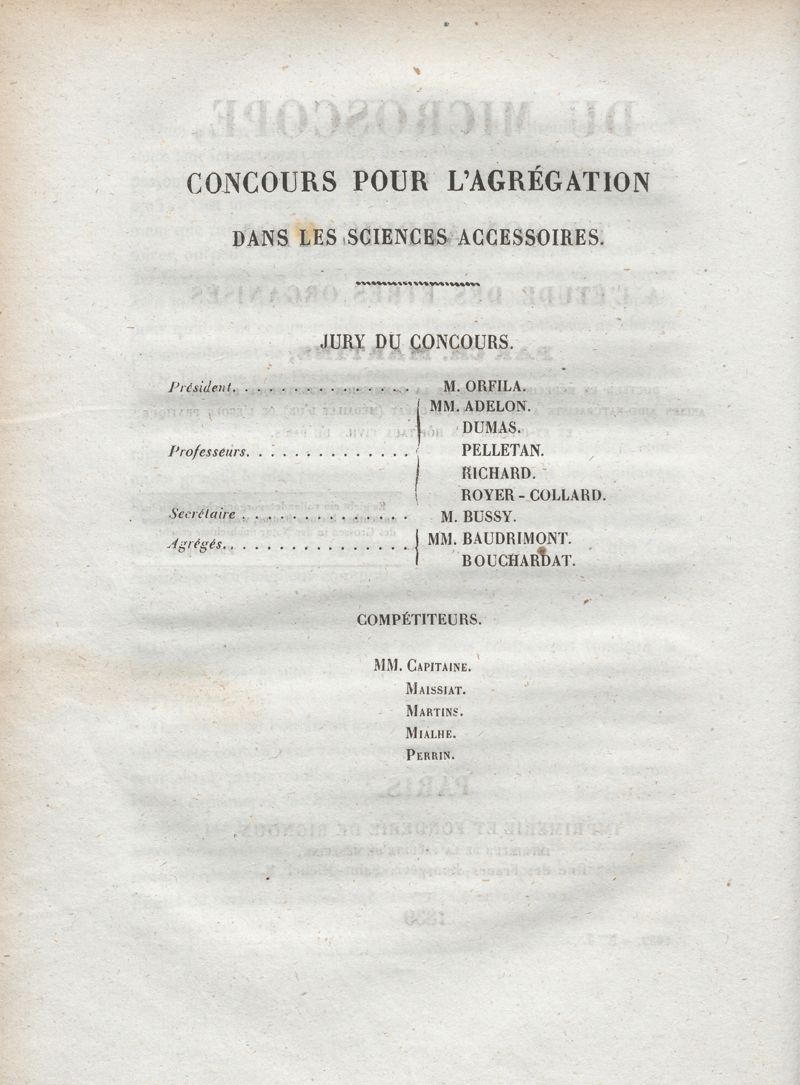 CONCOURS POUR L'AGRÉGATION
DANS LES SCIENCES ACCESSOIRES.
JURY DU CONCOURS.
Président. . . . . . . . . . . . . . . M. ORFILA.
MM. ADELON.
DUMAS.
Professeurs. . . . . . . . . . . . . . PELLETAN.
RICHARD.
ROYER-COLLARD.
Secrétaire . . . . . . . . . . . . . . M. BUSSY.
Agrégés. . . . . . . . . . . . . . . . MM. BAUDRIMONT.
BOUCHARDAT.
COMPÉTITEURS.
MM. CAPITAINE.
MAISSIAT.
MARTINS.
MIALHE.
PERRIN.